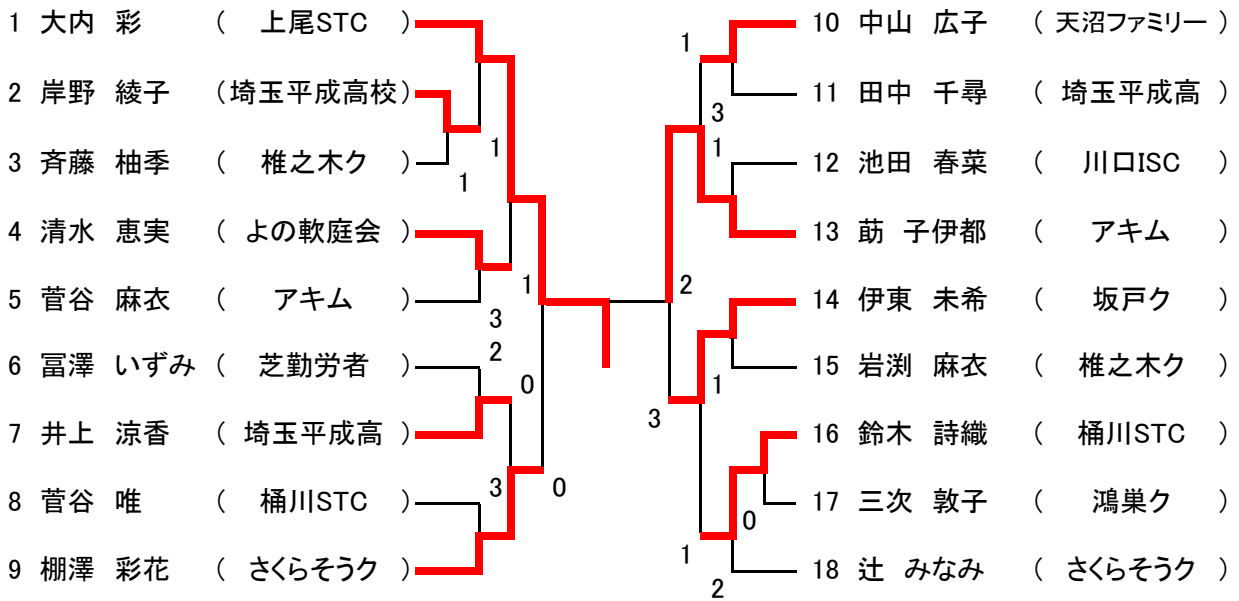 1 大内 彩 ( 上尾STC )
2 岸野 綾子 (埼玉平成高校)
3 斉藤 柚季 ( 椎之木ク )
4 清水 恵実 ( よの軟庭会 )
5 菅谷 麻衣 ( アキム )
6 冨澤 いずみ ( 芝勤労者 )
7 井上 涼香 ( 埼玉平成高 )
8 菅谷 唯 ( 桶川STC )
9 棚澤 彩花 ( さくらそうク )
1
1
1
3
2
0
3
0
1
3
1
2
1
3
0
1
2
10 中山 広子 ( 天沼ファミリー )
11 田中 千尋 ( 埼玉平成高 )
12 池田 春菜 ( 川口ISC )
13 莇 子伊都 ( アキム )
14 伊東 未希 ( 坂戸ク )
15 岩渕 麻衣 ( 椎之木ク )
16 鈴木 詩織 ( 桶川STC )
17 三次 敦子 ( 鴻巣ク )
18 辻 みなみ ( さくらそうク )